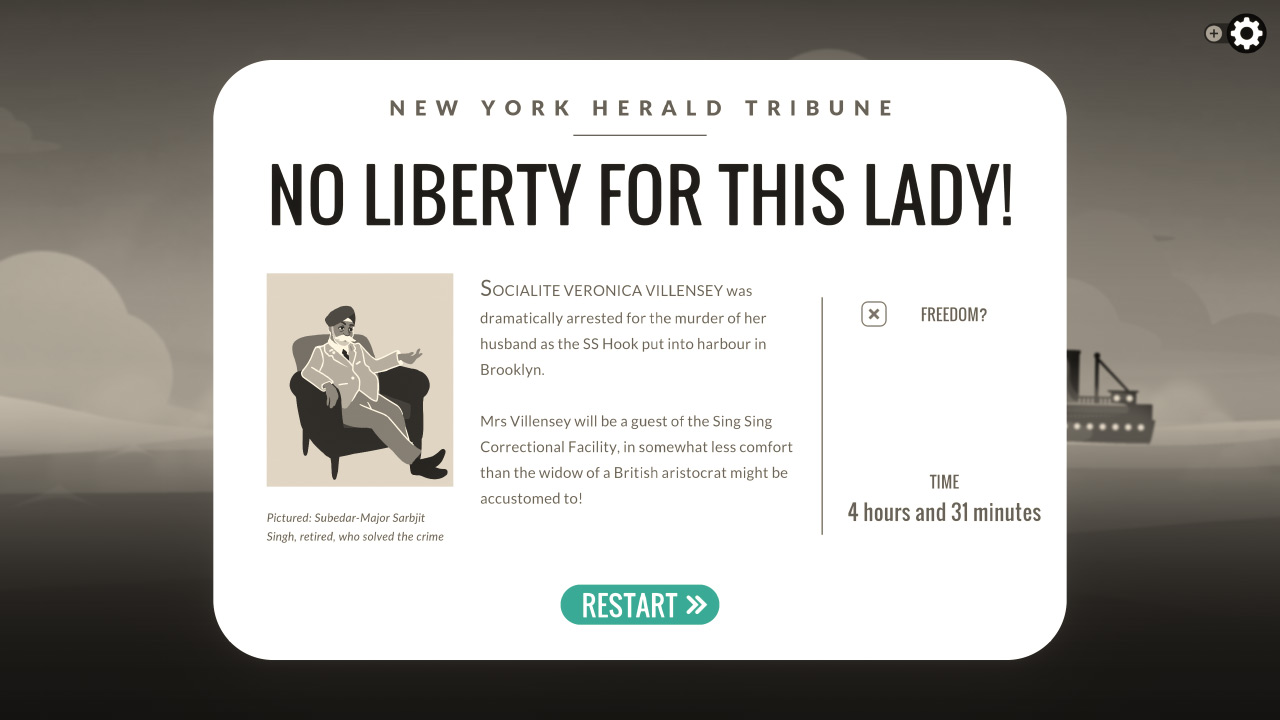 NEW YORK HERALD TRIBUNE
NO LIBERTY FOR THIS LADY!
SOCIALITE VERONICA VILLENSEY was
dramatically arrested for the murder of her
husband as the SS Hook put into harbour in
Brooklyn.
Mrs Villensey will be a guest of the Sing Sing
Correctional Facility, in somewhat less comfort
than the widow of a British aristocrat might be
accustomed to!
Pictured: Subedar-Major Sarbjit
Singh, retired, who solved the crime
FREEDOM?
TIME
4 hours and 31 minutes
RESTART